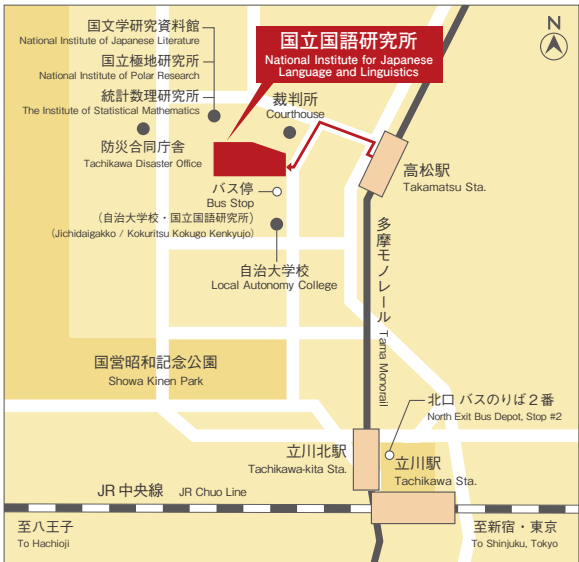 国文学研究資料館
National Institute of Japanese Literature
国立極地研究所
National Institute of Polar Research
統計数理研究所
The Institute of Statistical Mathematics
国立国語研究所
National Institute for Japanese
Language and Linguistics
N
裁判所
Courthouse
防災合同庁舎
Tachikawa Disaster Office
高松駅
Takamatsu Sta.
バス停
Bus Stop
（自治大学校・国立国語研究所）
(Jichidaigakko / Kokuritsu Kokugo Kenkyujo)
自治大学校
Local Autonomy College
多摩モノレール Tama Monorail
国営昭和記念公園
Showa Kinen Park
北口 バスのりば２番
North Exit Bus Depot, Stop #2
立川北駅
Tachikawa-kita Sta.
立川駅
Tachikawa Sta.
JR 中央線 JR Chuo Line
至八王子
To Hachioji
至新宿・東京
To Shinjuku, Tokyo